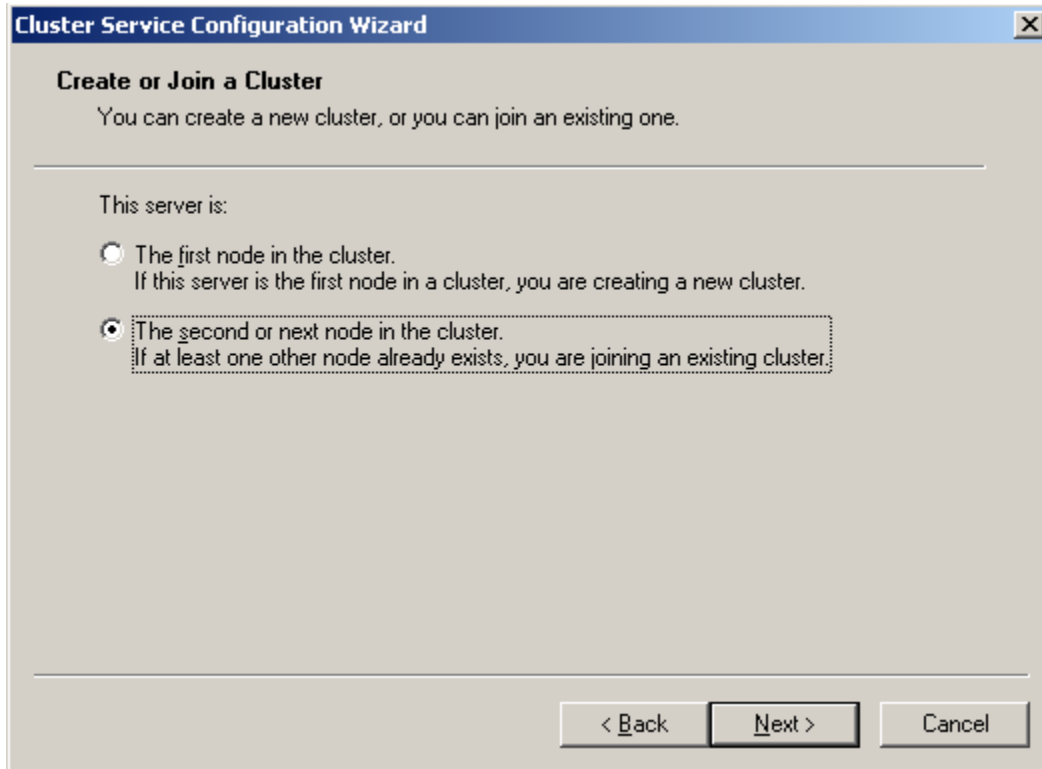 Cluster Service Configuration Wizard
Create or Join a Cluster
You can create a new cluster, or you can join an existing one.
This server is:
The first node in the cluster.
If this server is the first node in a cluster, you are creating a new cluster.
The second or next node in the cluster.
If at least one other node already exists, you are joining an existing cluster.
< Back Next > Cancel